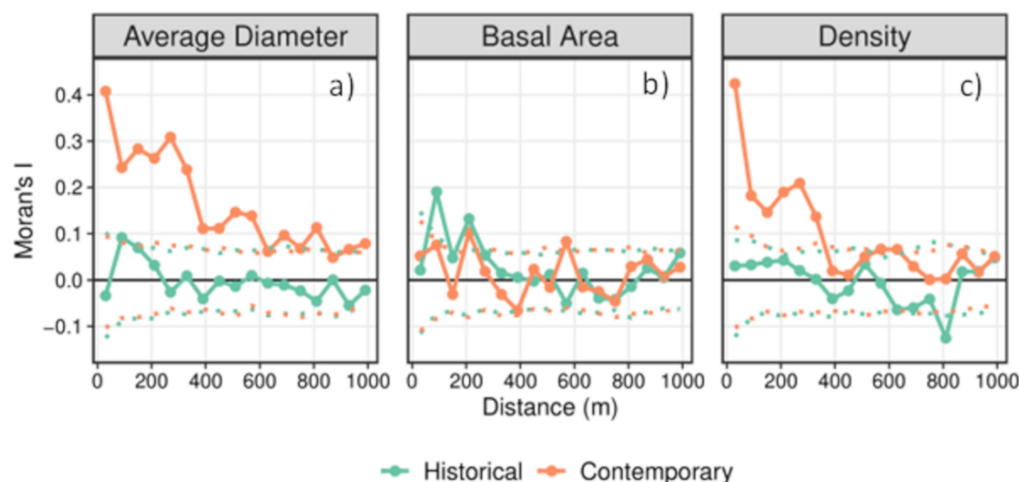 Average Diameter Basal Area Density
a) b) c)
0.4
0.3
0.2
0.1
0.0
−0.1
Moran's I
0 200 400 600 800 1000 0 200 400 600 800 1000 0 200 400 600 800 1000
Distance (m)
Historical Contemporary